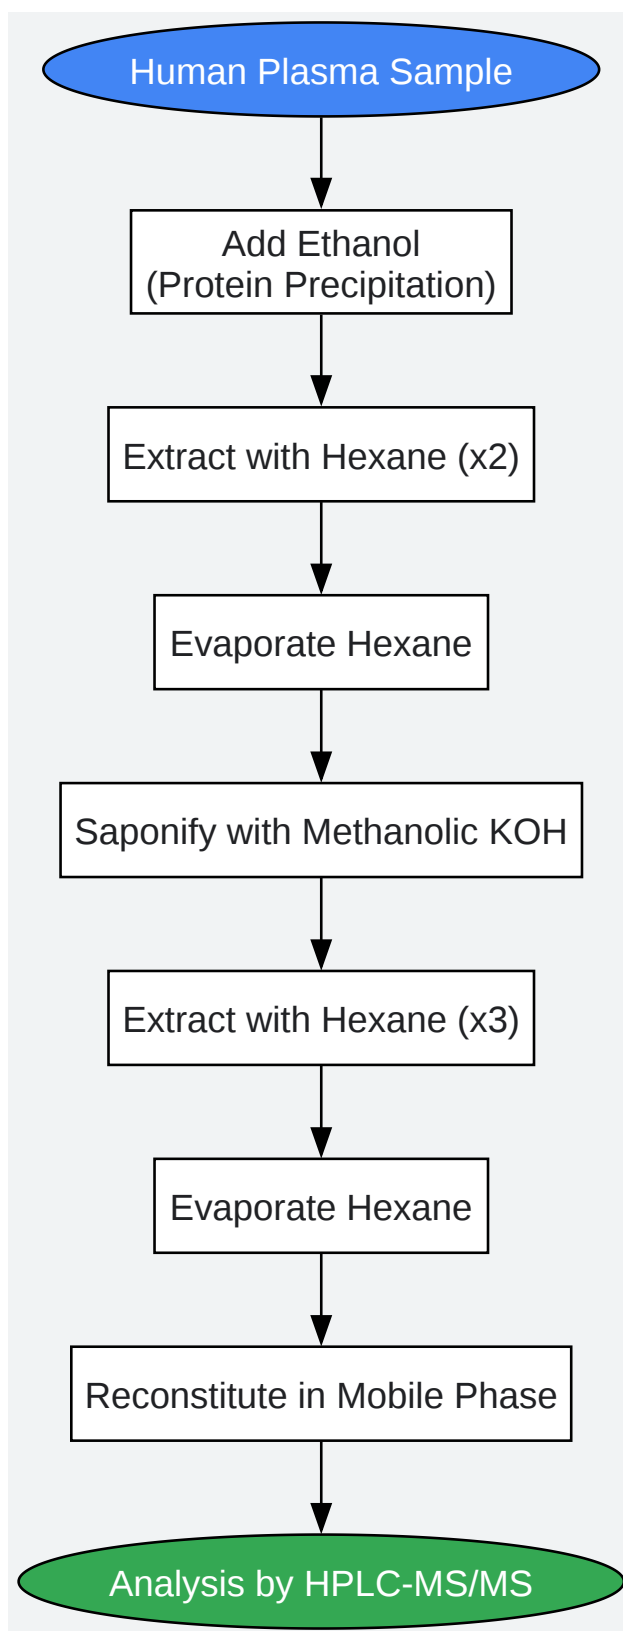 Human Plasma Sample
Add Ethanol
(Protein Precipitation)
Extract with Hexane (x2)
Evaporate Hexane
Saponify with Methanolic KOH
Extract with Hexane (x3)
Evaporate Hexane
Reconstitute in Mobile Phase
Analysis by HPLC-MS/MS